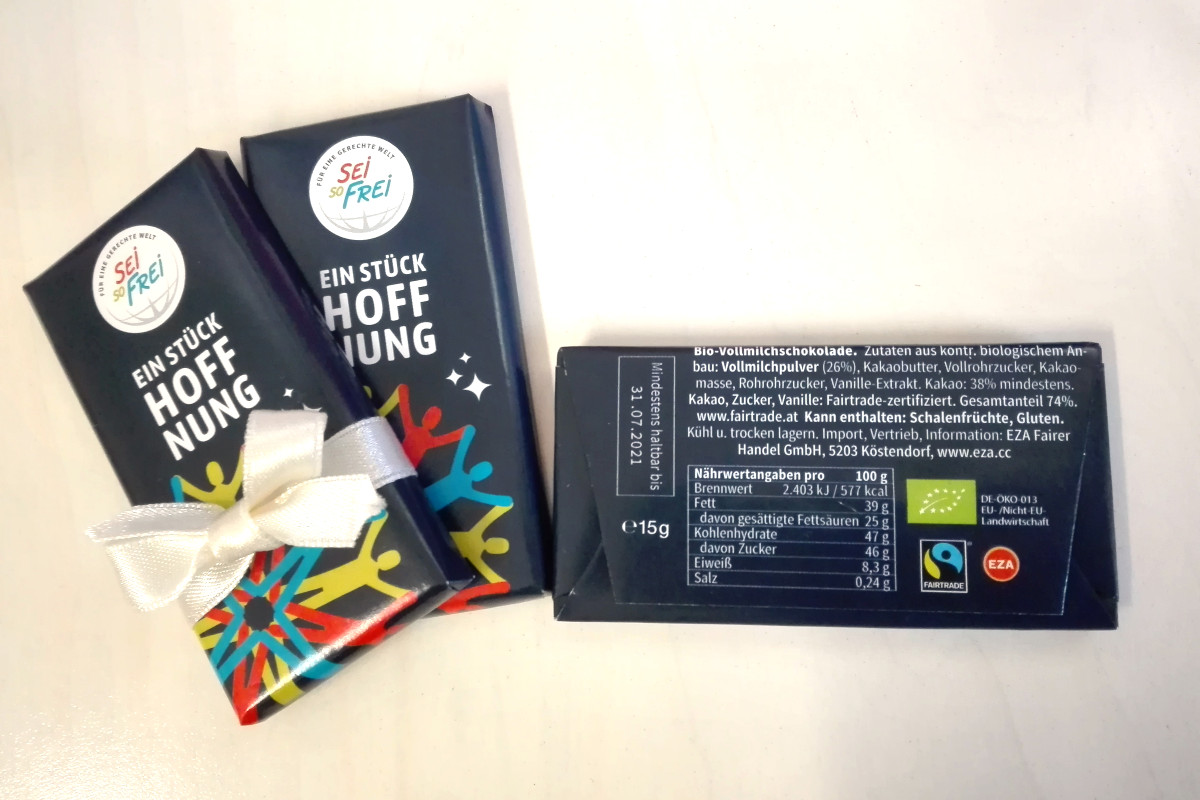 FÜR EINE GERECHTE WELT
SEi
SO FREi
EIN STÜCK
HOFF
NUNG
FÜR EINE GERECHTE WELT
SEi
SO FREi
EIN STÜCK
HOFF
NUNG
Mindestens haltbar bis
31.07.2021
℮15g
Bio-Vollmilchschokolade. Zutaten aus kontr. biologischem An-
bau: Vollmilchpulver (26%), Kakaobutter, Vollrohrzucker, Kakao-
masse, Rohrohrzucker, Vanille-Extrakt. Kakao: 38% mindestens.
Kakao, Zucker, Vanille: Fairtrade-zertifiziert. Gesamtanteil 74%.
www.fairtrade.at Kann enthalten: Schalenfrüchte, Gluten.
Kühl u. trocken lagern. Import, Vertrieb, Information: EZA Fairer
Handel GmbH, 5203 Köstendorf, www.eza.cc
Nährwertangaben pro 100 g
Brennwert 2.403 kJ / 577 kcal
Fett 39 g
davon gesättigte Fettsäuren 25 g
Kohlenhydrate 47 g
davon Zucker 46 g
Eiweiß 8,3 g
Salz 0,24 g
DE-ÖKO-013
EU- /Nicht-EU-
Landwirtschaft
FAIRTRADE
EZA